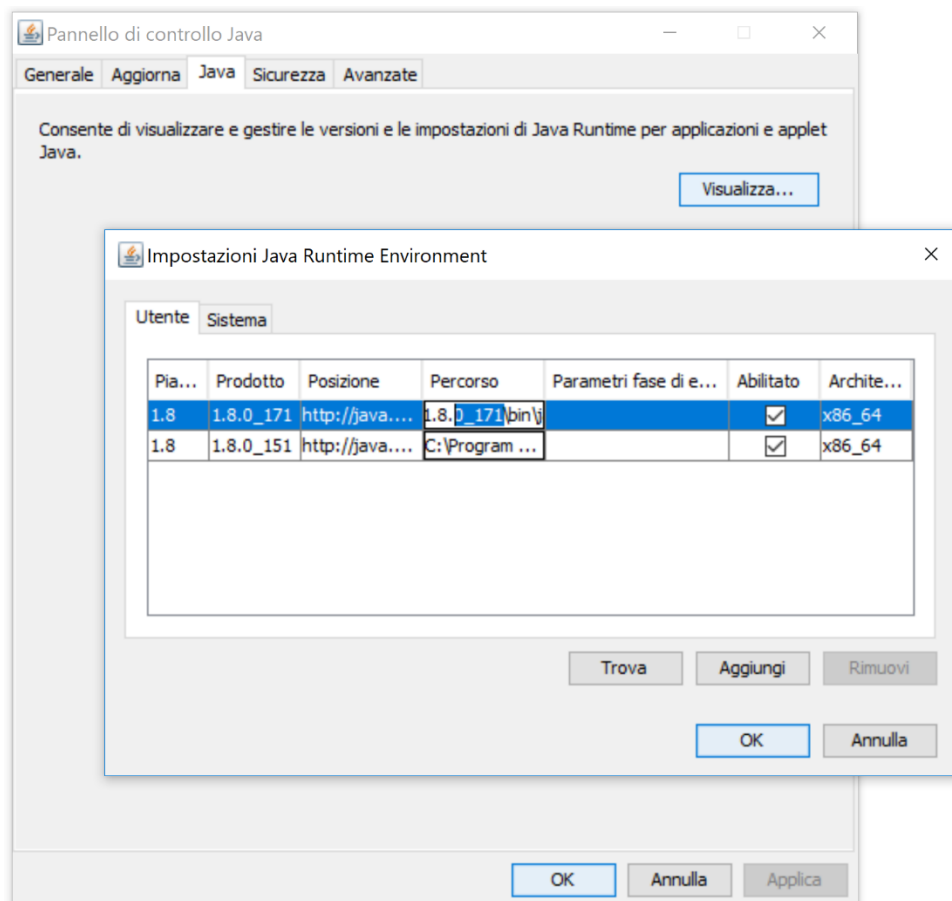 Pannello di controllo Java
Generale Aggiorna Java Sicurezza Avanzate
Consente di visualizzare e gestire le versioni e le impostazioni di Java Runtime per applicazioni e applet
Java.
Visualizza...
Impostazioni Java Runtime Environment
Utente Sistema
Pia... Prodotto Posizione Percorso Parametri fase di e... Abilitato Archite...
1.8 1.8.0_171 http://java.... 1.8.0_171\bin\j x86_64
1.8 1.8.0_151 http://java.... C:\Program ... x86_64
Trova Aggiungi Rimuovi
OK Annulla
OK Annulla Applica